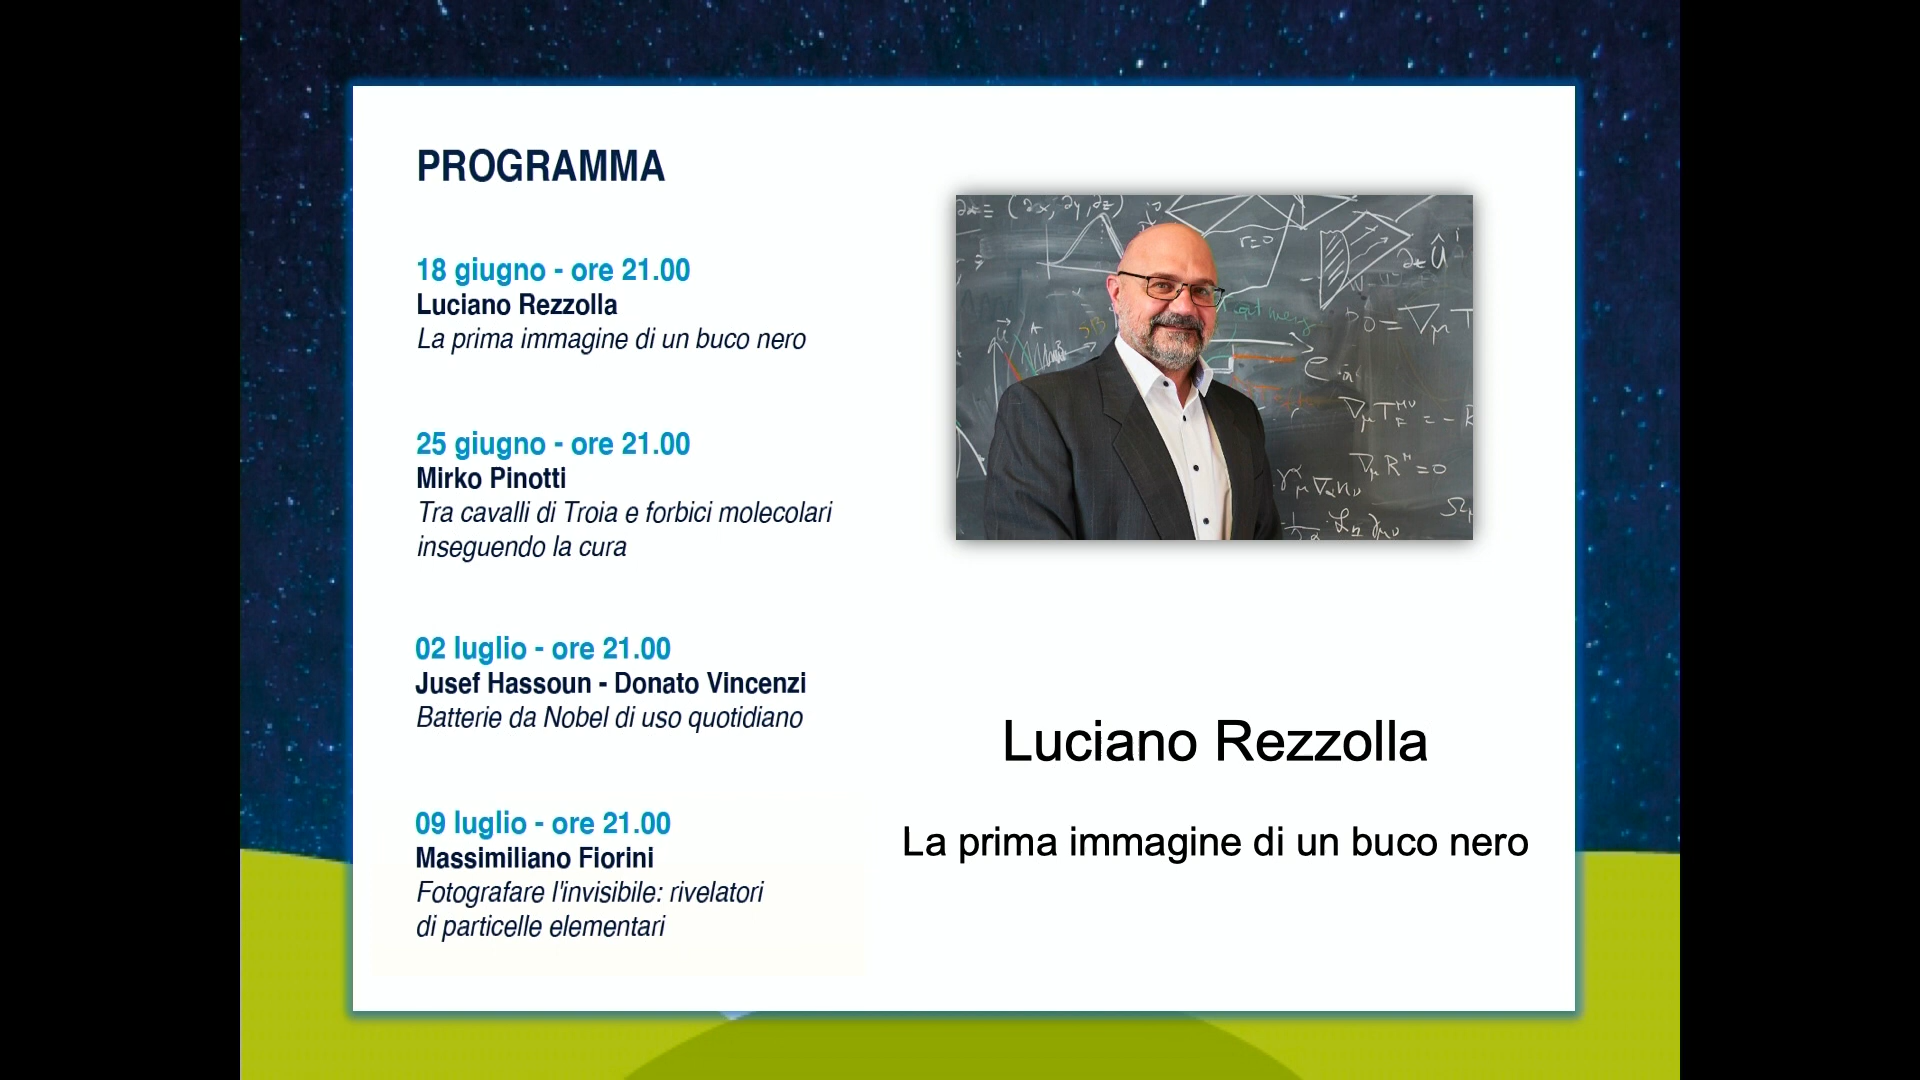 PROGRAMMA
18 giugno - ore 21.00
Luciano Rezzolla
La prima immagine di un buco nero
25 giugno - ore 21.00
Mirko Pinotti
Tra cavalli di Troia e forbici molecolari
inseguendo la cura
02 luglio - ore 21.00
Jusef Hassoun - Donato Vincenzi
Batterie da Nobel di uso quotidiano
09 luglio - ore 21.00
Massimiliano Fiorini
Fotografare l'invisibile: rivelatori
di particelle elementari
r=0
Luciano Rezzolla
La prima immagine di un buco nero